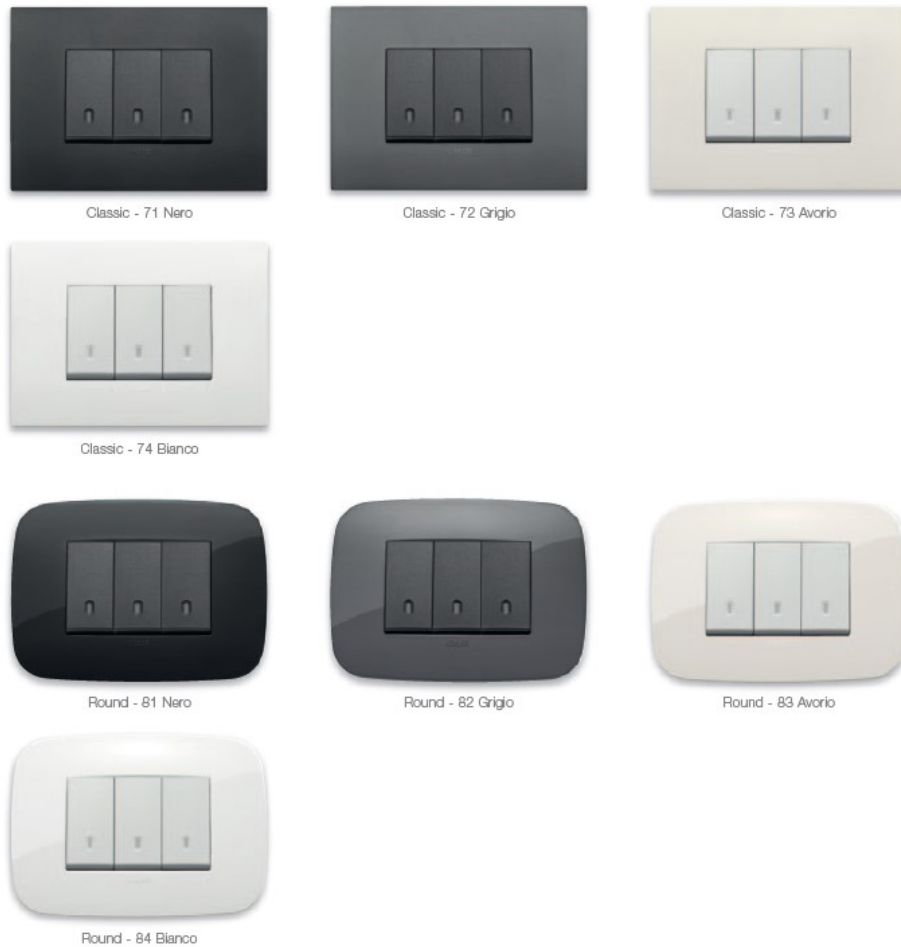 Classic - 71 Nero
Classic - 72 Grigio
Classic - 73 Avorio
Classic - 74 Bianco
Round - 81 Nero
Round - 82 Grigio
Round - 83 Avorio
Round - 84 Bianco